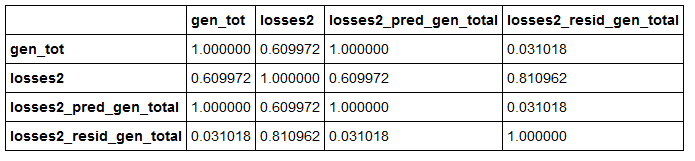 gen_tot losses2 losses2_pred_gen_total losses2_resid_gen_total
gen_tot 1.000000 0.609972 1.000000 0.031018
losses2 0.609972 1.000000 0.609972 0.810962
losses2_pred_gen_total 1.000000 0.609972 1.000000 0.031018
losses2_resid_gen_total 0.031018 0.810962 0.031018 1.000000